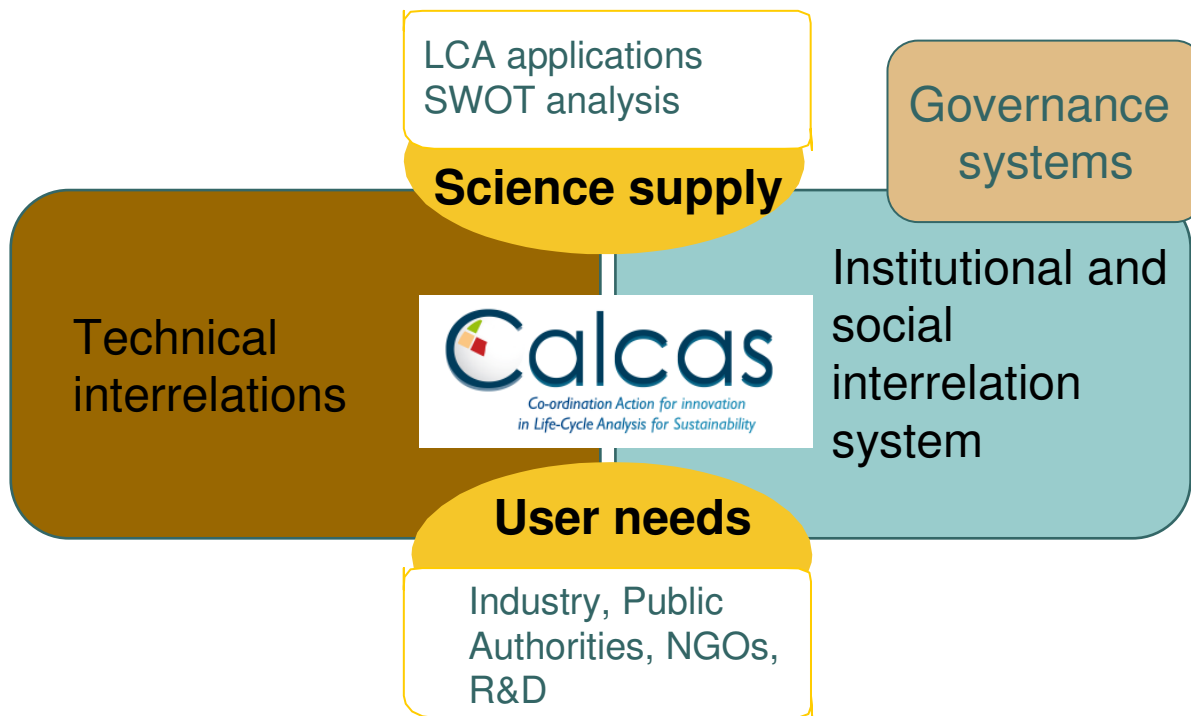 LCA applications
SWOT analysis
Governance
systems
Science supply
Technical
interrelations
Calcas
Co-ordination Action for innovation
in Life-Cycle Analysis for Sustainability
Institutional and
social
interrelation
system
User needs
Industry, Public
Authorities, NGOs,
R&D